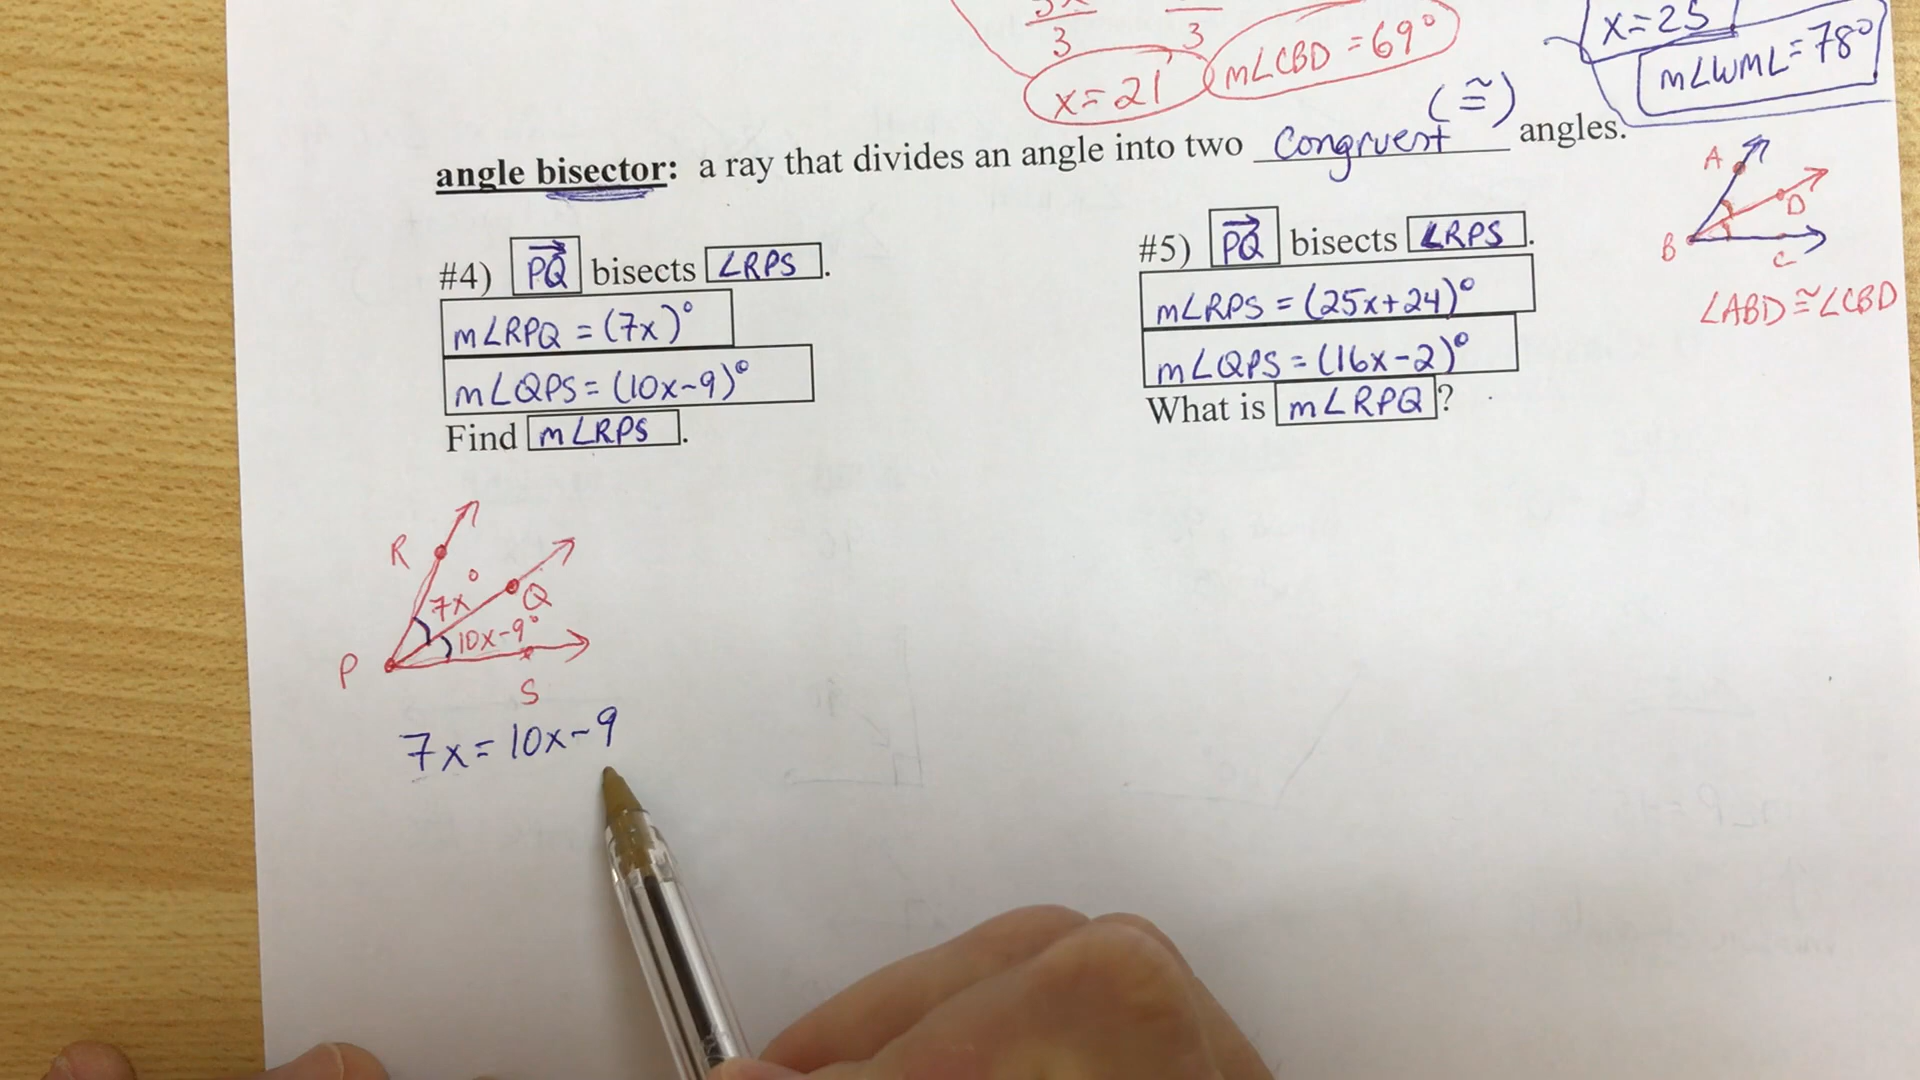 3
3
x = 21
m∠CBD = 69°
x = 25
m∠WML = 78°
(≅)
angle bisector: a ray that divides an angle into two congruent angles.
A
D
B
C
∠ABD ≅ ∠CBD
#4) PQ bisects ∠RPS.
m∠RPQ = (7x)°
m∠QPS = (10x-9)°
Find m∠RPS.
#5) PQ bisects ∠RPS.
m∠RPS = (25x+24)°
m∠QPS = (16x-2)°
What is m∠RPQ?
R
7x°
Q
10x-9°
P
S
7x = 10x-9